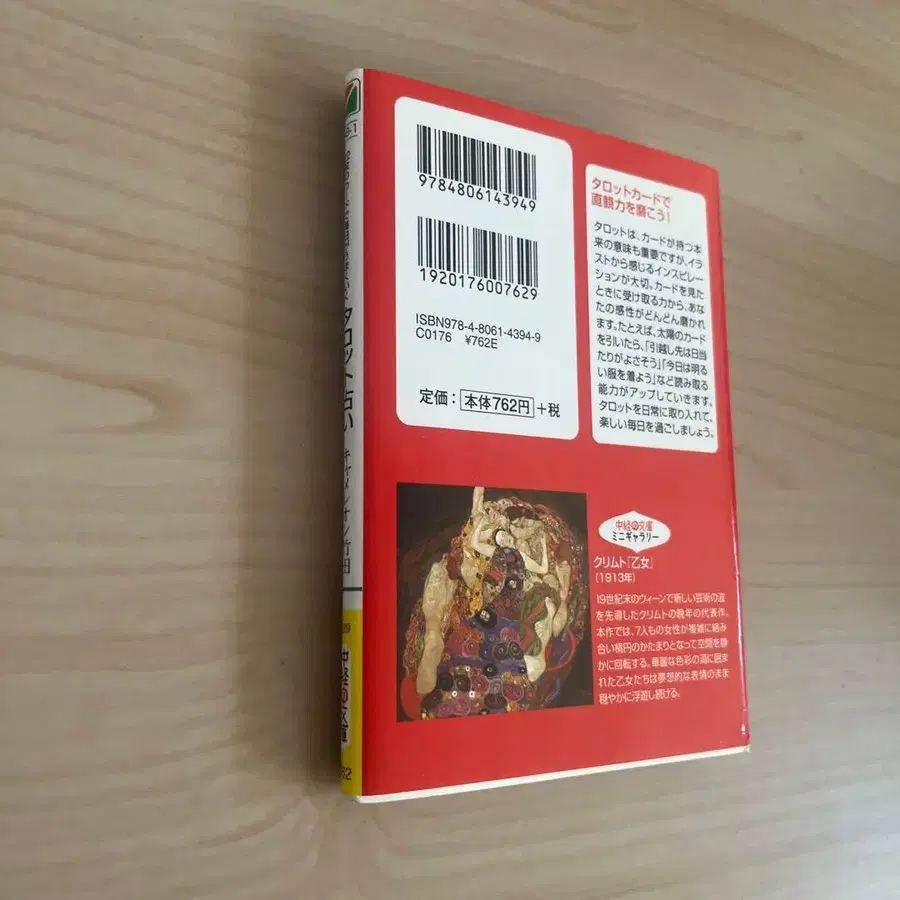 9784806143949
1920176007629
ISBN978-4-8061-4394-9
C0176 ¥762E
定価：本体762円+税
タロットカードで
直観力を磨こう！
タロットは、カードが持つ本
来の意味も重要ですが、イラ
ストから感じるインスピレー
ションが大切。カードを見た
ときに受け取る力から、あな
たの感性がどんどん磨かれ
ます。たとえば、太陽のカード
を引いたら、「引越し先は日当
たりがよさそう」「今日は明る
い服を着よう」など読み取る
能力がアップしていきます。
タロットを日常に取り入れて、
楽しい毎日を過ごしましょう。
中経の文庫
ミニギャラリー
クリムト「乙女」
（1913年）
19世紀末のウィーンで新しい芸術の波
を先導したクリムトの晩年の代表作。
本作では、7人もの女性が複雑に絡み
合い楕円のかたまりとなって空間を静
かに回転する。華麗な色彩の渦に囲ま
れた乙女たちは夢想的な表情のまま
穏やかに浮遊し続ける。
タロット占い
中経の文庫